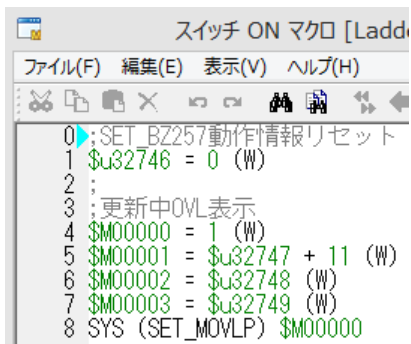 スイッチ ON マクロ [Ladde
ファイル(F) 編集(E) 表示(V) ヘルプ(H)
0 ;SET_BZ257動作情報リセット
1 $u32746 = 0 (W)
2 ;
3 ;更新中OVL表示
4 $M00000 = 1 (W)
5 $M00001 = $u32747 + 11 (W)
6 $M00002 = $u32748 (W)
7 $M00003 = $u32749 (W)
8 SYS (SET_MOVLP) $M00000